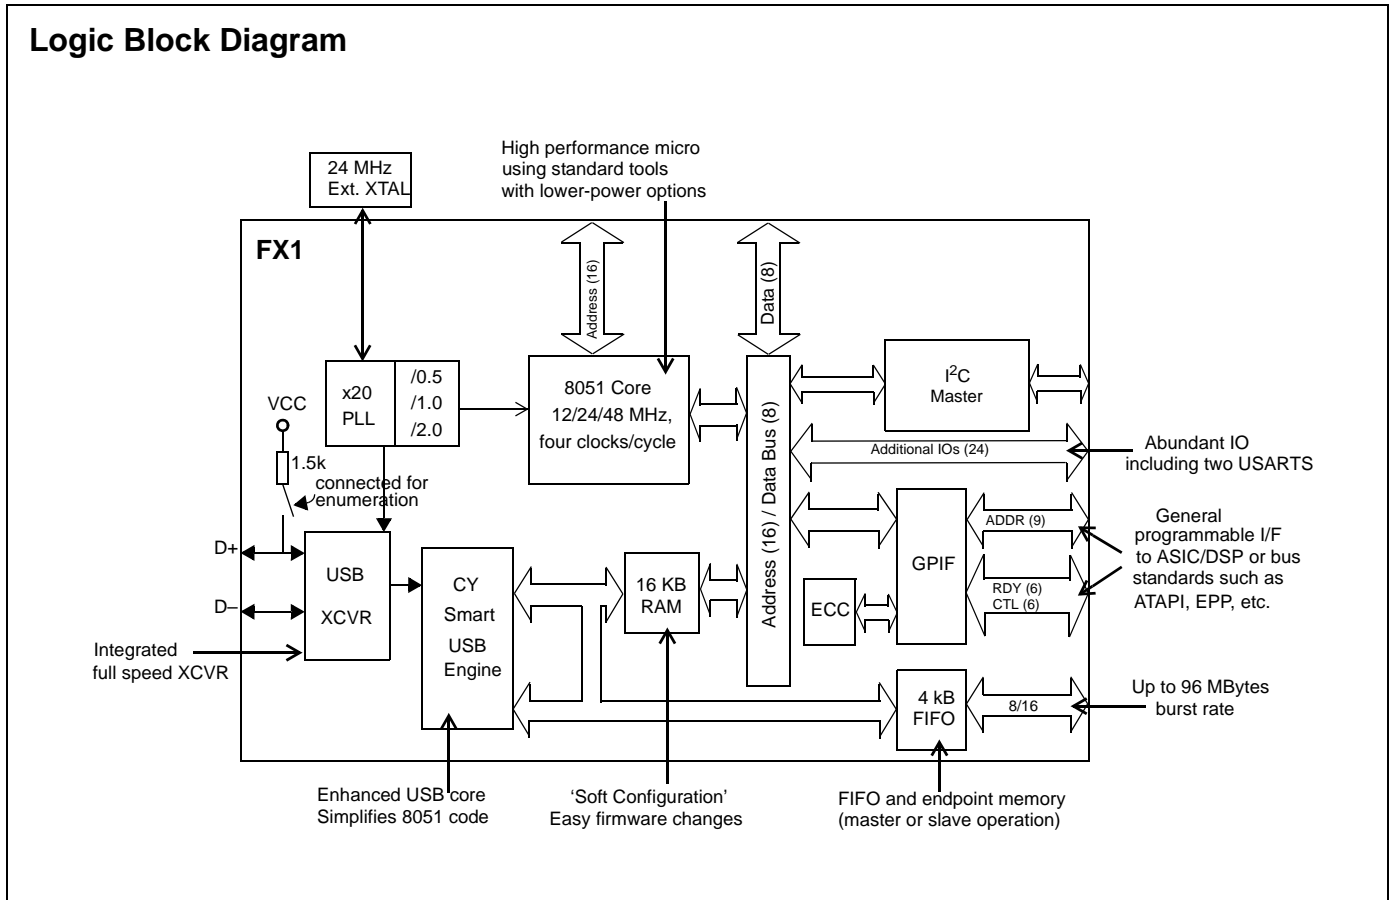 Logic Block Diagram
24 MHz
Ext. XTAL
High performance micro
using standard tools
with lower-power options
FX1
Address (16)
Data (8)
x20
PLL
/0.5
/1.0
/2.0
8051 Core
12/24/48 MHz,
four clocks/cycle
Address (16) / Data Bus (8)
I2C
Master
VCC
1.5k
connected for
enumeration
Additional IOs (24)
Abundant IO
including two USARTS
D+
D–
USB
XCVR
Integrated
full speed XCVR
CY
Smart
USB
Engine
16 KB
RAM
ECC
GPIF
ADDR (9)
RDY (6)
CTL (6)
General
programmable I/F
to ASIC/DSP or bus
standards such as
ATAPI, EPP, etc.
4 kB
FIFO
8/16
Up to 96 MBytes
burst rate
Enhanced USB core
Simplifies 8051 code
‘Soft Configuration’
Easy firmware changes
FIFO and endpoint memory
(master or slave operation)